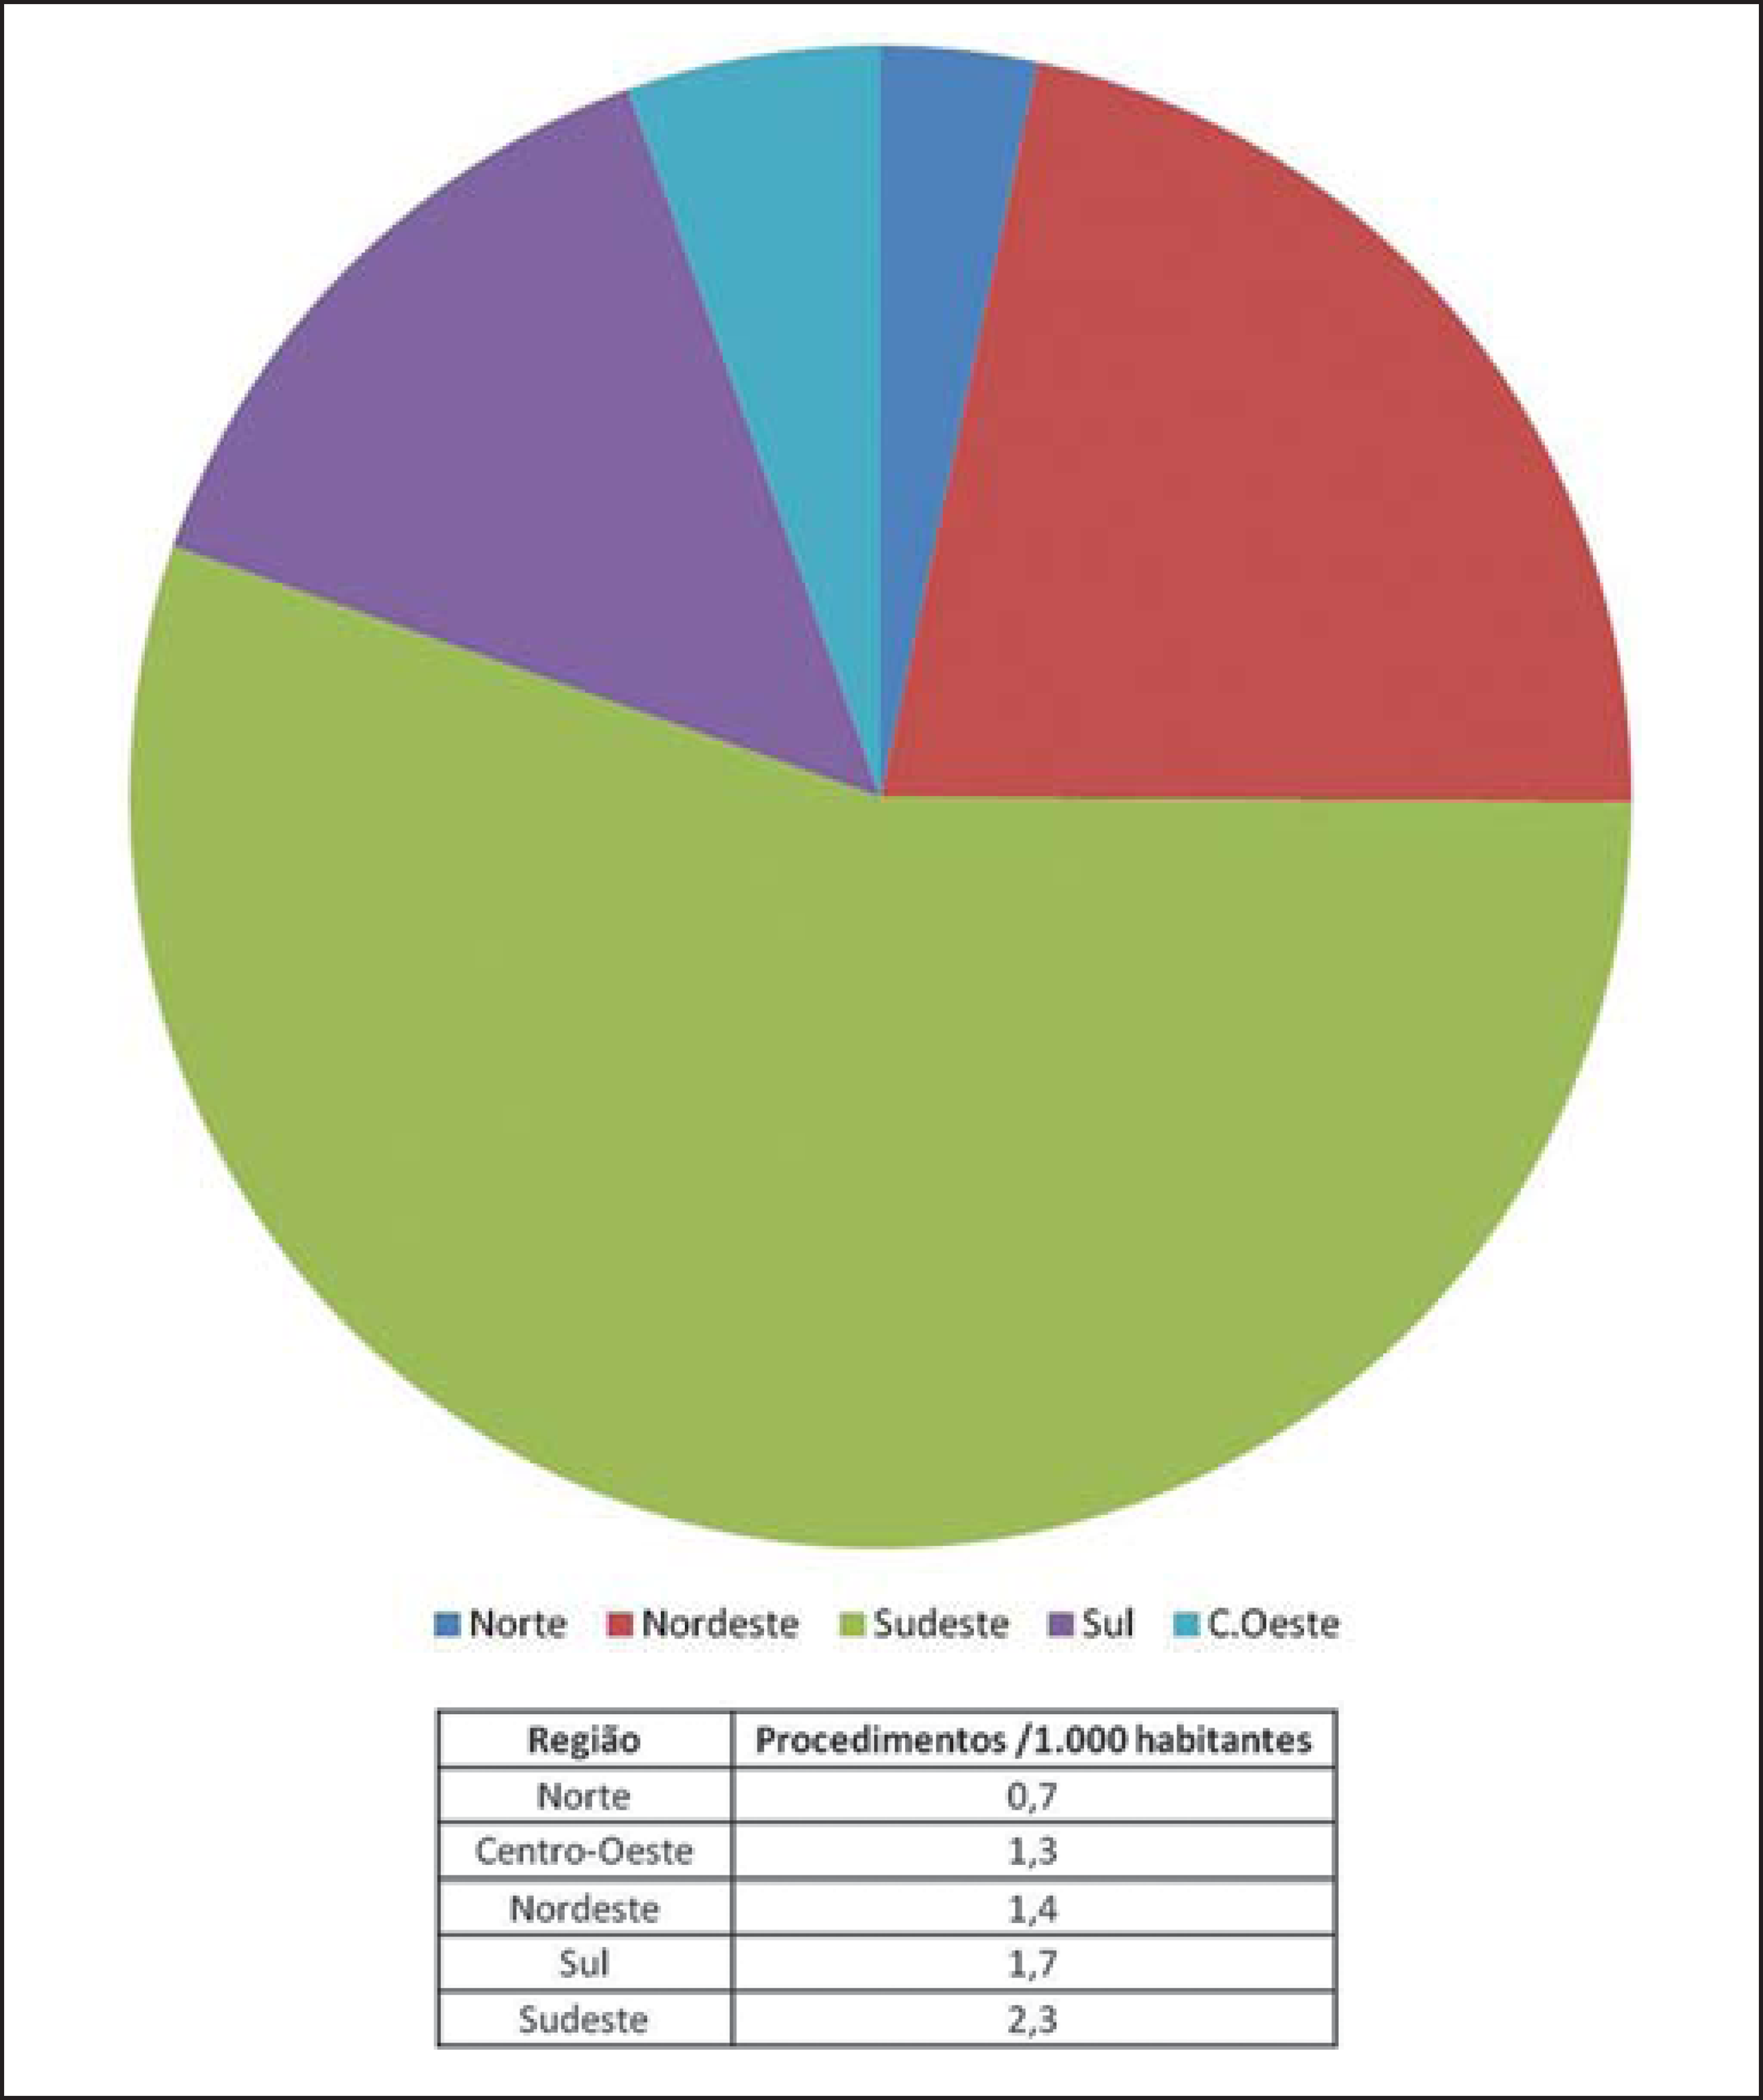 Norte Nordeste Sudeste Sul C.Oeste
Região Procedimentos /1.000 habitantes
Norte 0,7
Centro-Oeste 1,3
Nordeste 1,4
Sul 1,7
Sudeste 2,3